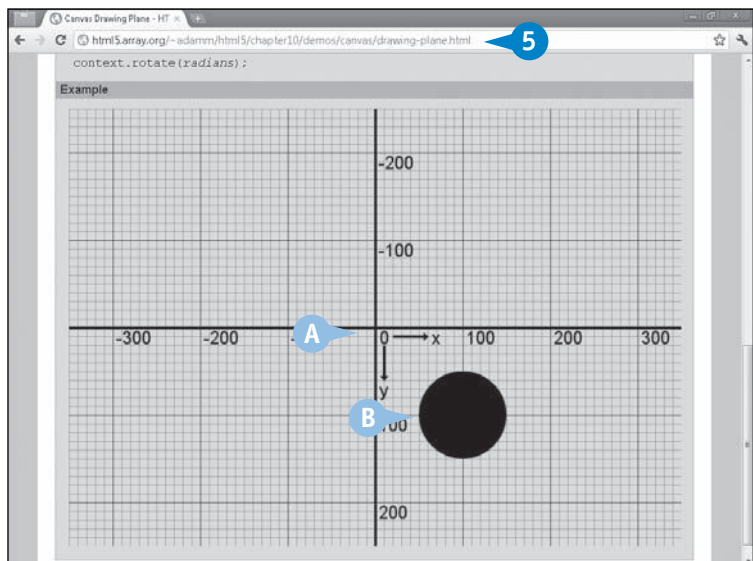 Canvas Drawing Plane - HT ×
html5.array.org/~adamm/html5/chapter10/demos/canvas/drawing-plane.html
5
context.rotate(radians);
Example
-200
-100
A
-300
-200
0
x
100
200
300
y
B
200